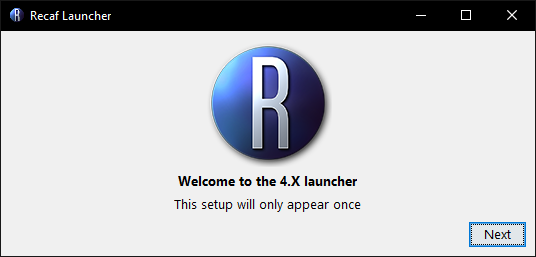 Recaf Launcher
R
Welcome to the 4.X launcher
This setup will only appear once
Next